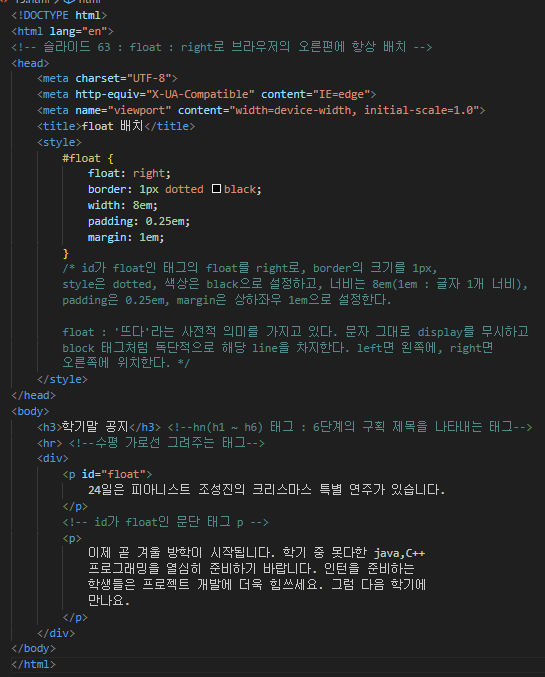 <!DOCTYPE html>
<html lang="en">
<!-- 슬라이드 63 : float : right로 브라우저의 오른편에 항상 배치 -->
<head>
    <meta charset="UTF-8">
    <meta http-equiv="X-UA-Compatible" content="IE=edge">
    <meta name="viewport" content="width=device-width, initial-scale=1.0">
    <title>float 배치</title>
    <style>
        #float {
            float: right;
            border: 1px dotted black;
            width: 8em;
            padding: 0.25em;
            margin: 1em;
        }
        /* id가 float인 태그의 float를 right로, border의 크기를 1px,
        style은 dotted, 색상은 black으로 설정하고, 너비는 8em(1em : 글자 1개 너비),
        padding은 0.25em, margin은 상하좌우 1em으로 설정한다.

        float : '뜨다'라는 사전적 의미를 가지고 있다. 문자 그대로 display를 무시하고
        block 태그처럼 독단적으로 해당 line을 차지한다. left면 왼쪽에, right면
        오른쪽에 위치한다. */
    </style>
</head>
<body>
    <h3>학기말 공지</h3> <!--hn(h1 ~ h6) 태그 : 6단계의 구획 제목을 나타내는 태그-->
    <hr> <!--수평 가로선 그려주는 태그-->
    <div>
        <p id="float">
            24일은 피아니스트 조성진의 크리스마스 특별 연주가 있습니다.
        </p>
        <!-- id가 float인 문단 태그 p -->
        <p>
            이제 곧 겨울 방학이 시작됩니다. 학기 중 못다한 java,C++
            프로그래밍을 열심히 준비하기 바랍니다. 인턴을 준비하는
            학생들은 프로젝트 개발에 더욱 힘쓰세요. 그럼 다음 학기에
            만나요.
        </p>
    </div>
</body>
</html>